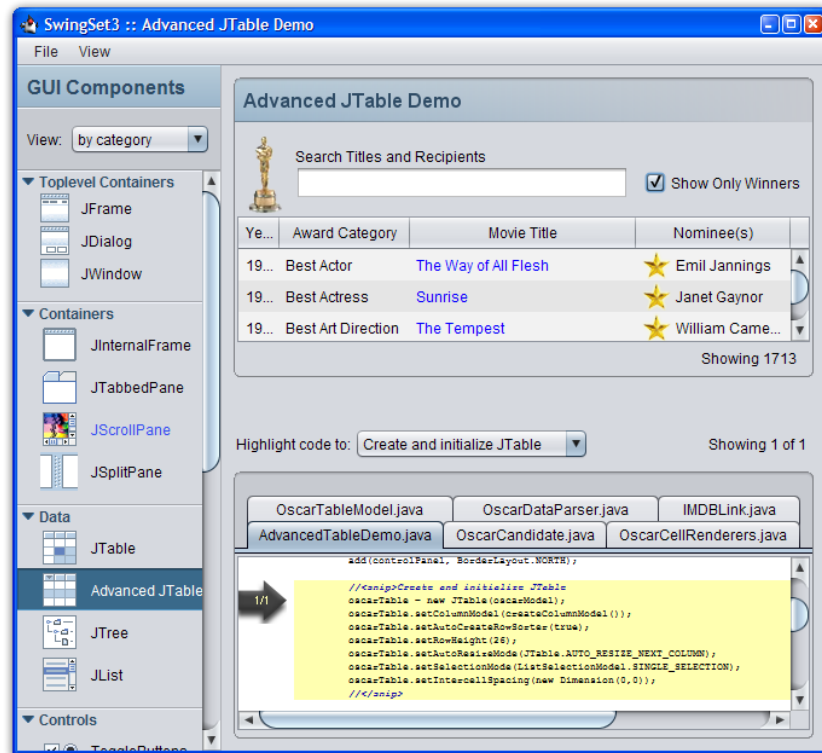 SwingSet3 :: Advanced JTable Demo
File View
GUI Components
View: by category
Toplevel Containers
JFrame
JDialog
JWindow
Containers
JInternalFrame
JTabbedPane
JScrollPane
JSplitPane
Data
JTable
Advanced JTable
JTree
JList
Controls
ToggleButtons
Advanced JTable Demo
Search Titles and Recipients
Show Only Winners
Ye... Award Category Movie Title Nominee(s)
19... Best Actor The Way of All Flesh Emil Jannings
19... Best Actress Sunrise Janet Gaynor
19... Best Art Direction The Tempest William Came...
Showing 1713
Highlight code to: Create and initialize JTable Showing 1 of 1
OscarTableModel.java OscarDataParser.java IMDBLink.java
AdvancedTableDemo.java OscarCandidate.java OscarCellRenderers.java
add(controlPanel, BorderLayout.NORTH);
1/1
//<snip>Create and initialize JTable
oscarTable = new JTable(oscarModel);
oscarTable.setColumnModel(createColumnModel());
oscarTable.setAutoCreateRowSorter(true);
oscarTable.setRowHeight(26);
oscarTable.setAutoResizeMode(JTable.AUTO_RESIZE_NEXT_COLUMN);
oscarTable.setSelectionMode(ListSelectionModel.SINGLE_SELECTION);
oscarTable.setIntercellSpacing(new Dimension(0,0));
//</snip>